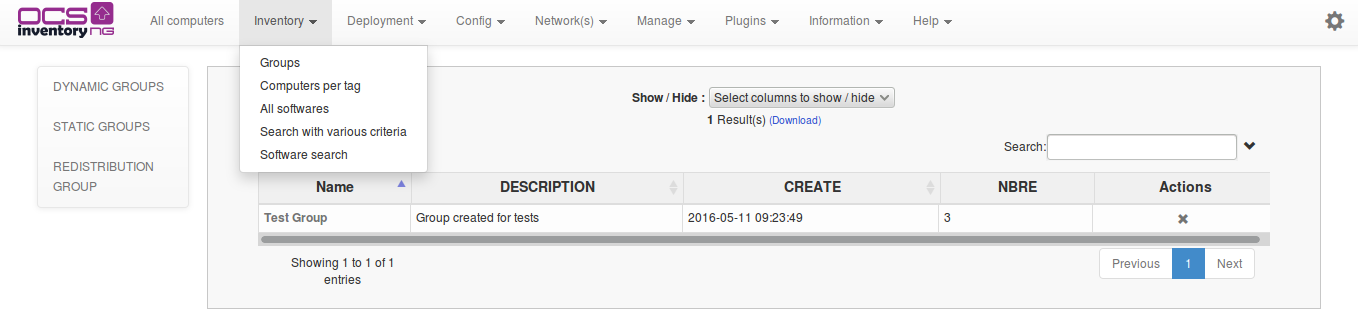 OCS inventory NG
All computers Inventory Deployment Config Network(s) Manage Plugins Information Help
Groups
Computers per tag
All softwares
Search with various criteria
Software search
DYNAMIC GROUPS
STATIC GROUPS
REDISTRIBUTION
GROUP
Show / Hide : Select columns to show / hide
1 Result(s) (Download)
Search:
Name DESCRIPTION CREATE NBRE Actions
Test Group Group created for tests 2016-05-11 09:23:49 3
Showing 1 to 1 of 1
entries
Previous 1 Next